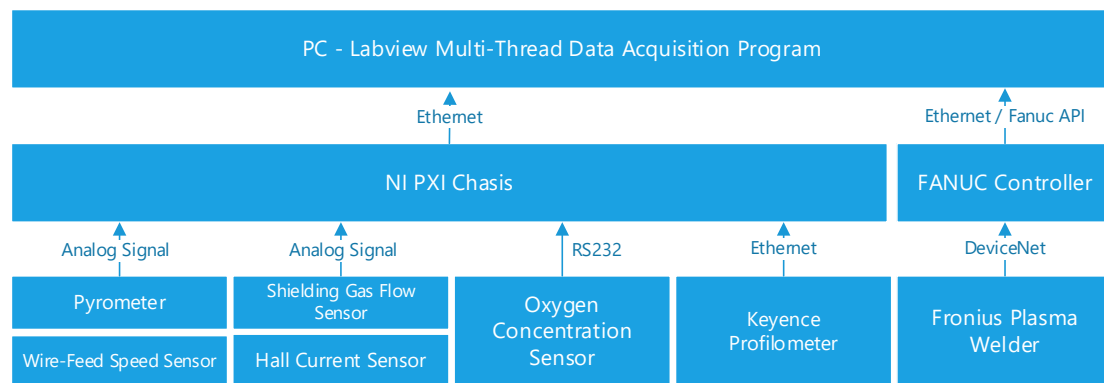 PC - Labview Multi-Thread Data Acquisition Program
Ethernet
Ethernet / Fanuc API
NI PXI Chasis
FANUC Controller
Analog Signal
Analog Signal
RS232
Ethernet
DeviceNet
Pyrometer
Shielding Gas Flow
Sensor
Oxygen
Concentration
Sensor
Keyence
Profilometer
Fronius Plasma
Welder
Wire-Feed Speed Sensor
Hall Current Sensor